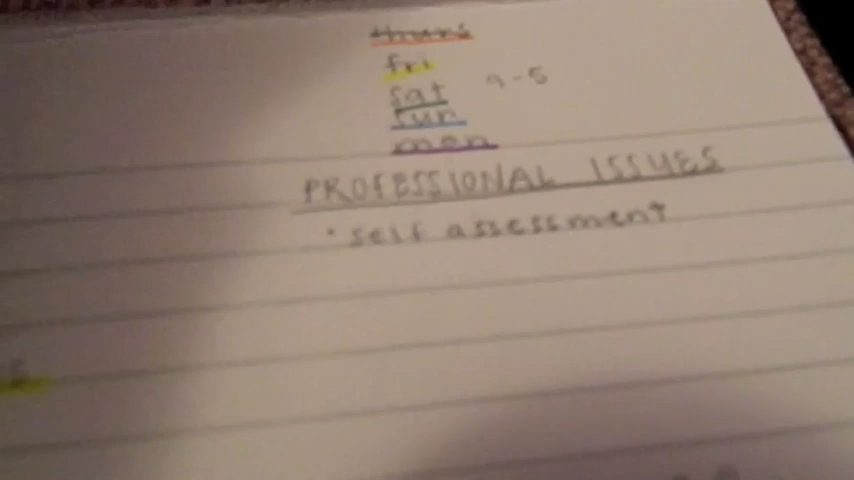 thurs
fri
sat 9-5
sun
mon
PROFESSIONAL ISSUES
• self assessment